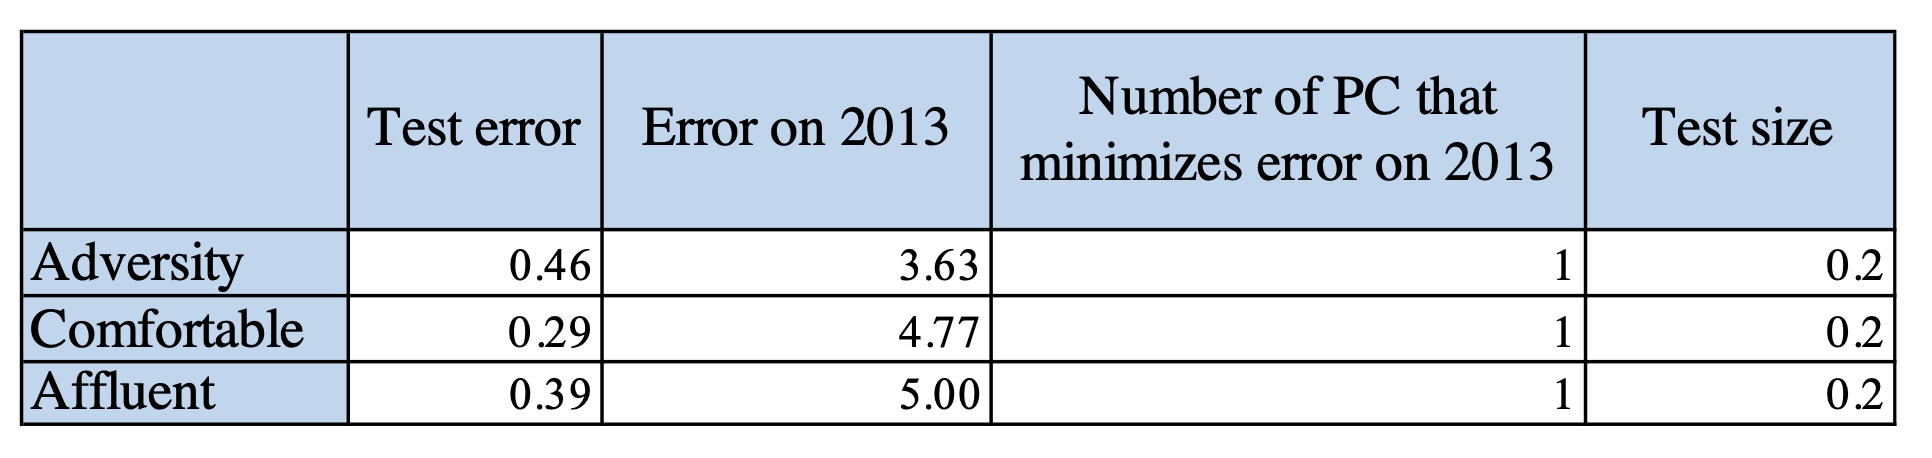 Test error Error on 2013 Number of PC that minimizes error on 2013 Test size
Adversity 0.46 3.63 1 0.2
Comfortable 0.29 4.77 1 0.2
Affluent 0.39 5.00 1 0.2